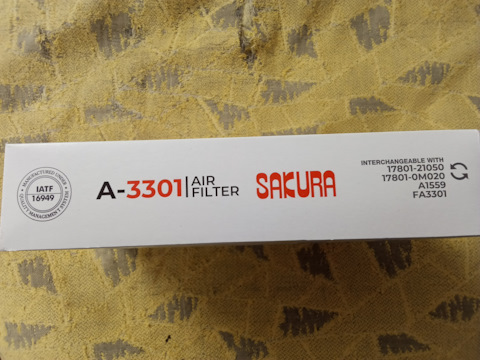 MANUFACTURED UNDER
IATF
16949
QUALITY MANAGEMENT SYSTEM
A-3301
AIR
FILTER
SAKURA
INTERCHANGEABLE WITH
17801-21050
17801-0M020
A1559
FA3301